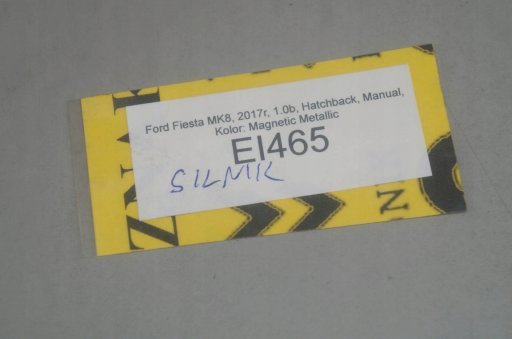 Ford Fiesta MK8, 2017r, 1.0b, Hatchback, Manual,
Kolor: Magnetic Metallic
EI465
SILNIK